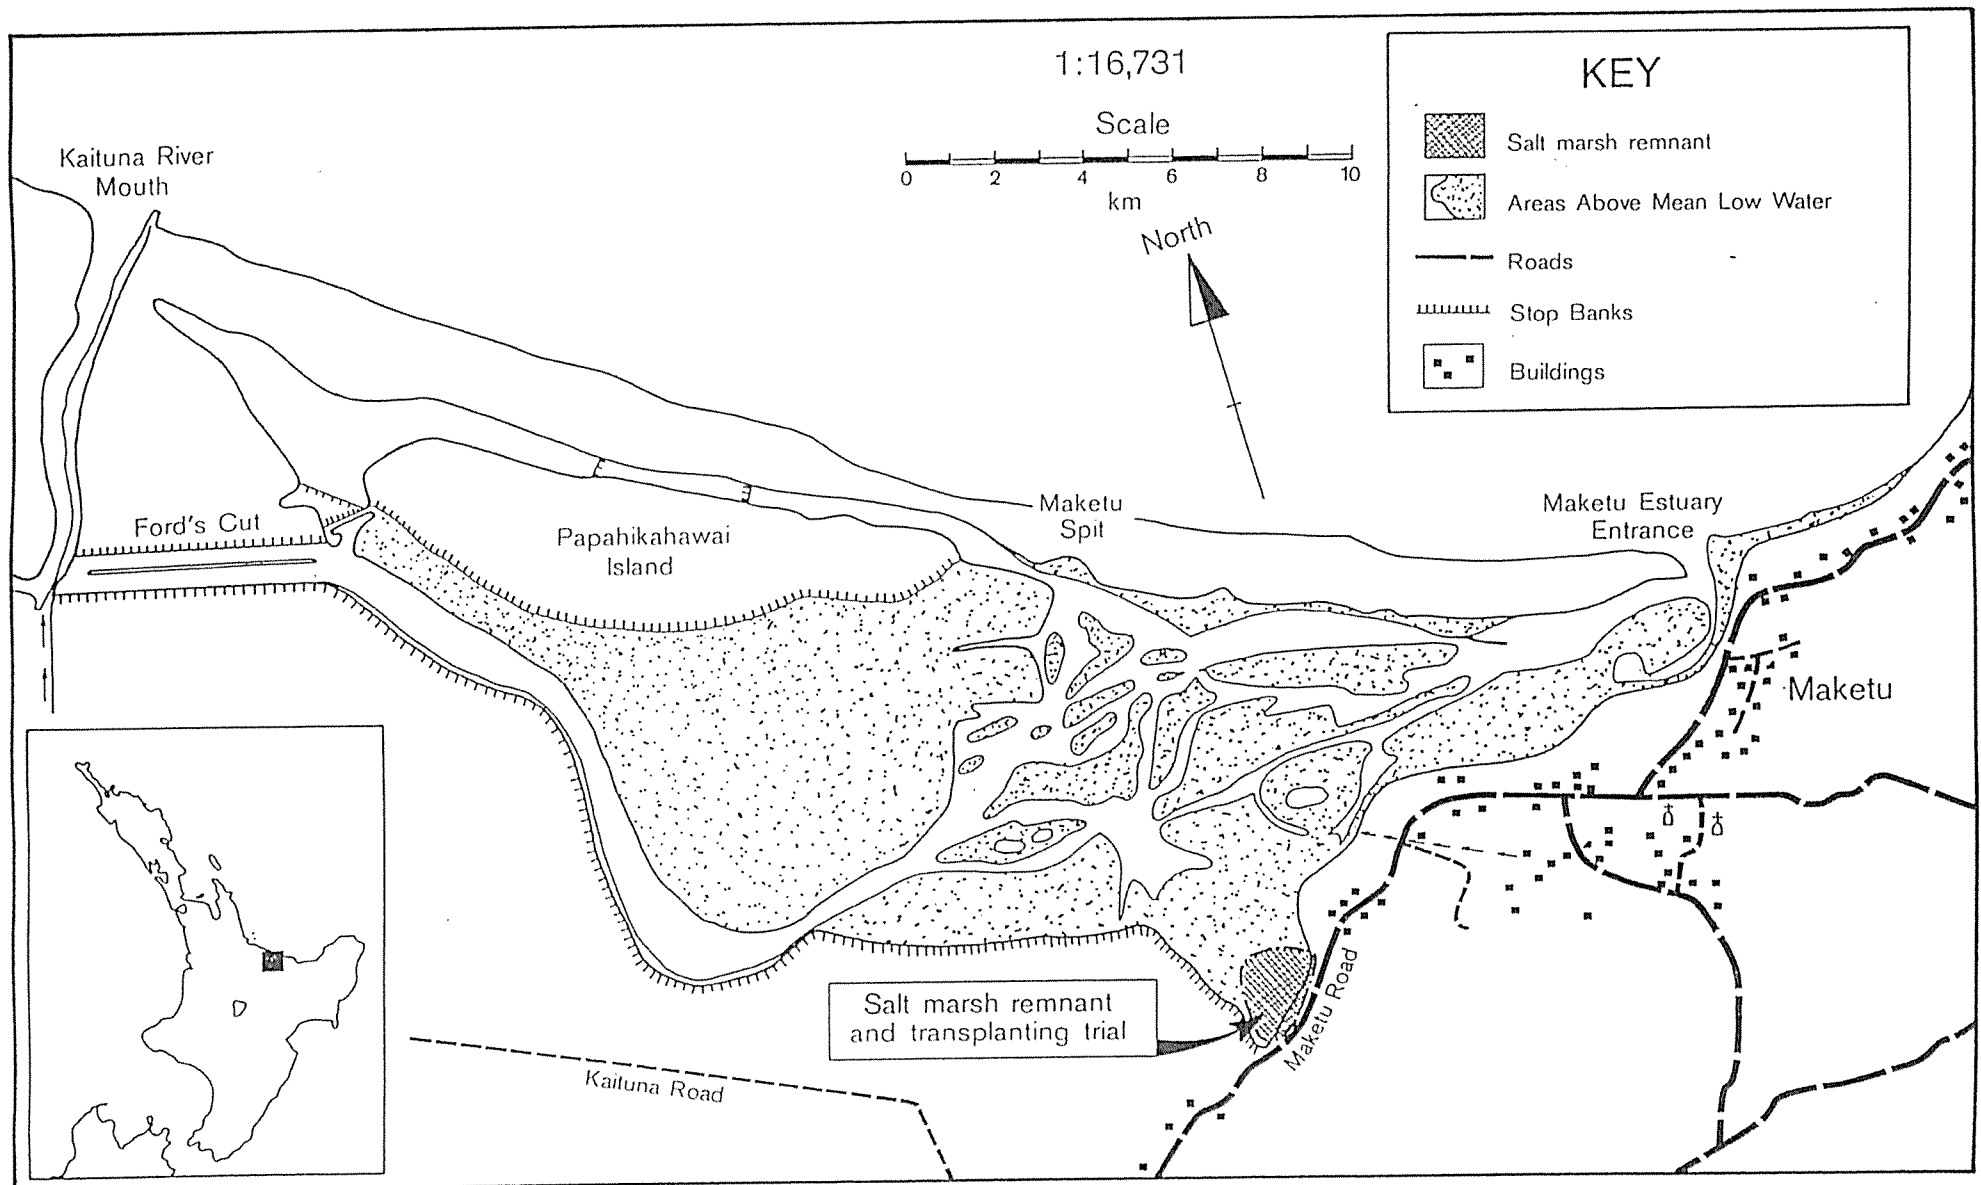 1:16,731
Scale
0 2 4 6 8 10
km
North
KEY
Salt marsh remnant
Areas Above Mean Low Water
Roads
Stop Banks
Buildings
Kaituna River
Mouth
Ford's Cut
Papahikahawai
Island
Maketu
Spit
Maketu Estuary
Entrance
Maketu
Salt marsh remnant
and transplanting trial
Maketu Road
Kaituna Road